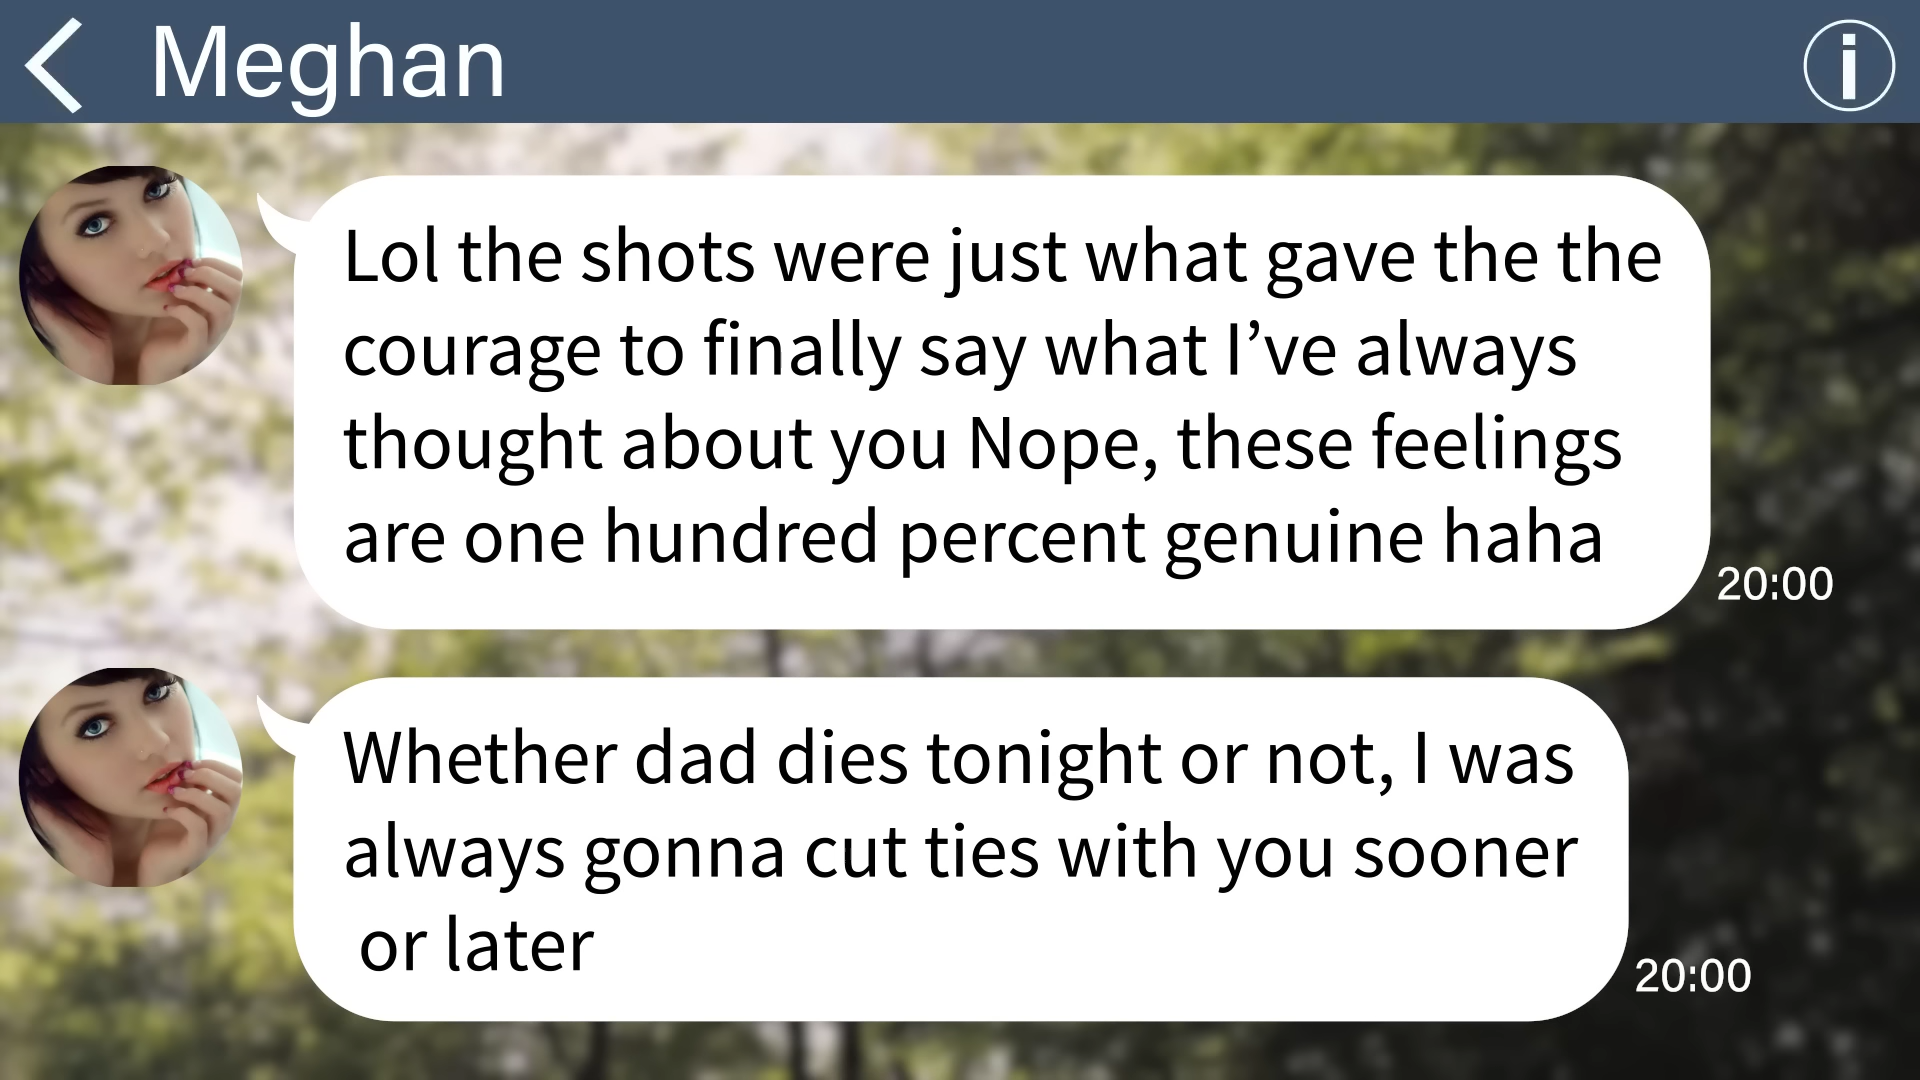 Meghan
Lol the shots were just what gave the the
courage to finally say what I’ve always
thought about you Nope, these feelings
are one hundred percent genuine haha
20:00
Whether dad dies tonight or not, I was
always gonna cut ties with you sooner
or later
20:00